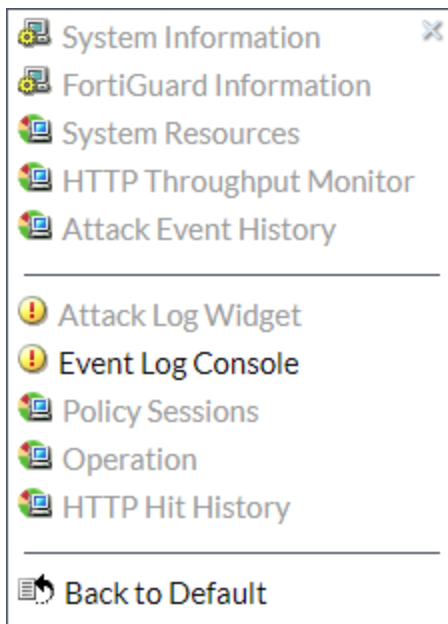 System Information
FortiGuard Information
System Resources
HTTP Throughput Monitor
Attack Event History
Attack Log Widget
Event Log Console
Policy Sessions
Operation
HTTP Hit History
Back to Default